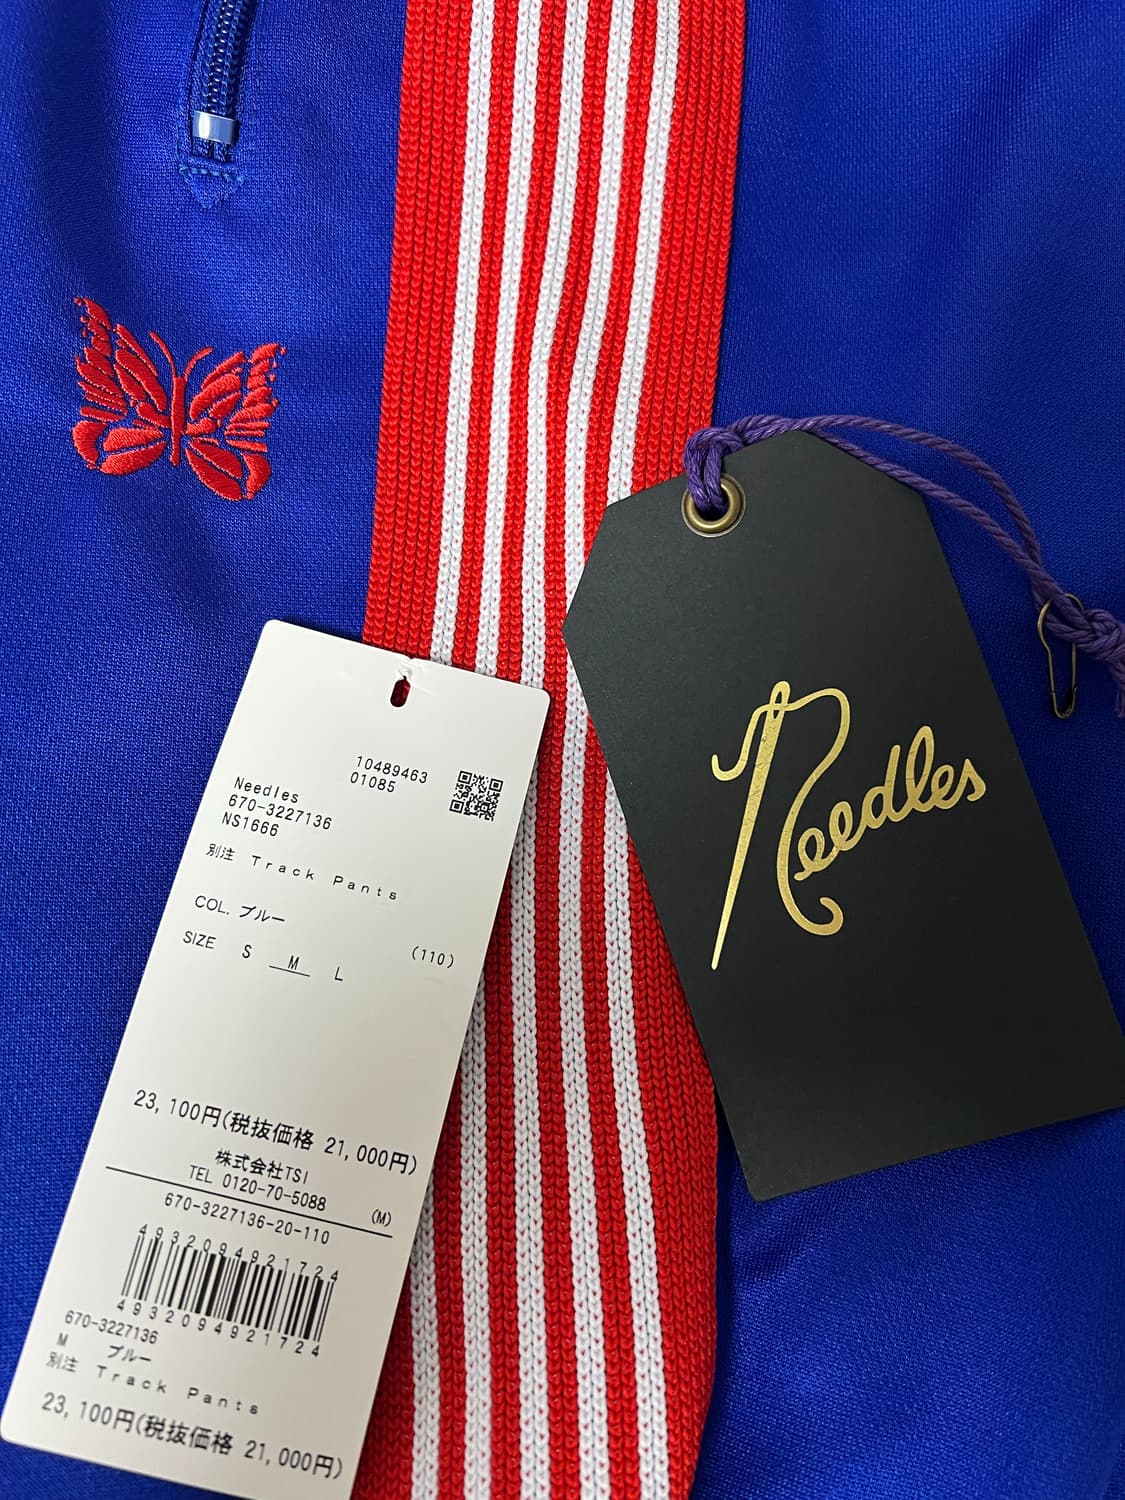 10489463
01085
Needles
670-3227136
NS1666
別注 Track Pants
COL. ブルー
(110)
SIZE S M L
23,100円(税抜価格 21,000円)
株式会社TSI
TEL 0120-70-5088
(M)
670-3227136-20-110
4932094921724
4932094921724
670-3227136
M ブルー
別注 Track Pants
23,100円(税抜価格 21,000円)
Needles